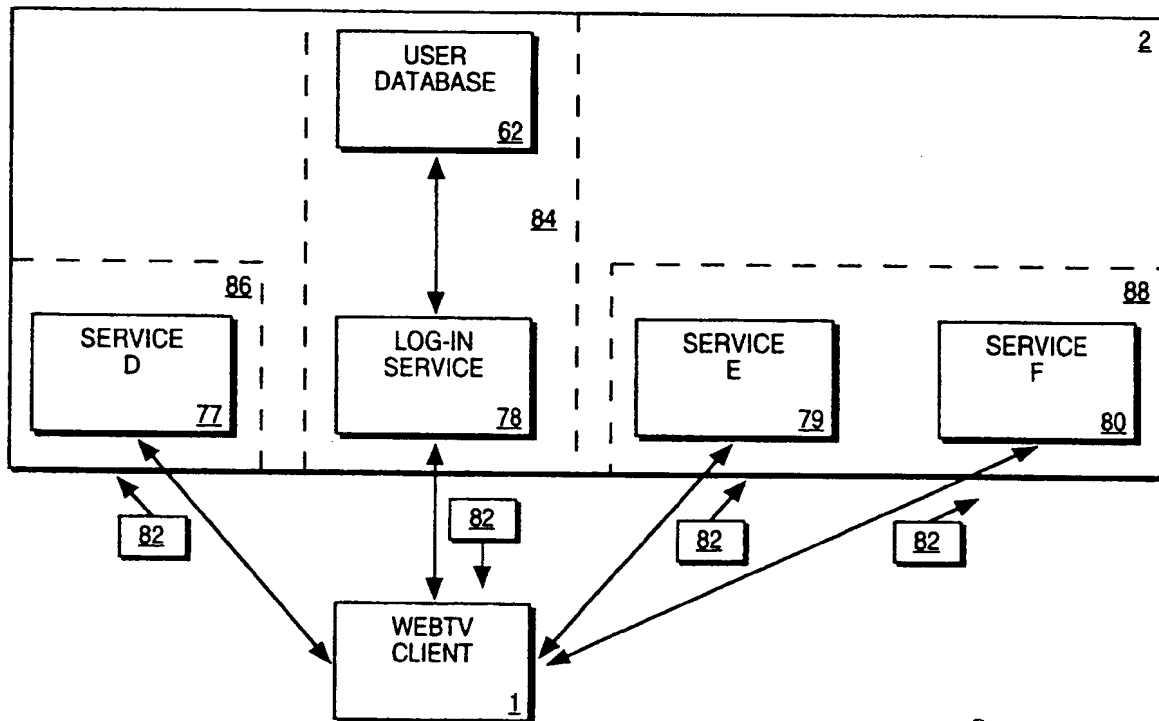 2
USER
DATABASE
62
84
86
88
SERVICE
D
77
LOG-IN
SERVICE
78
SERVICE
E
79
SERVICE
F
80
82
82
82
82
WEBTV
CLIENT
1